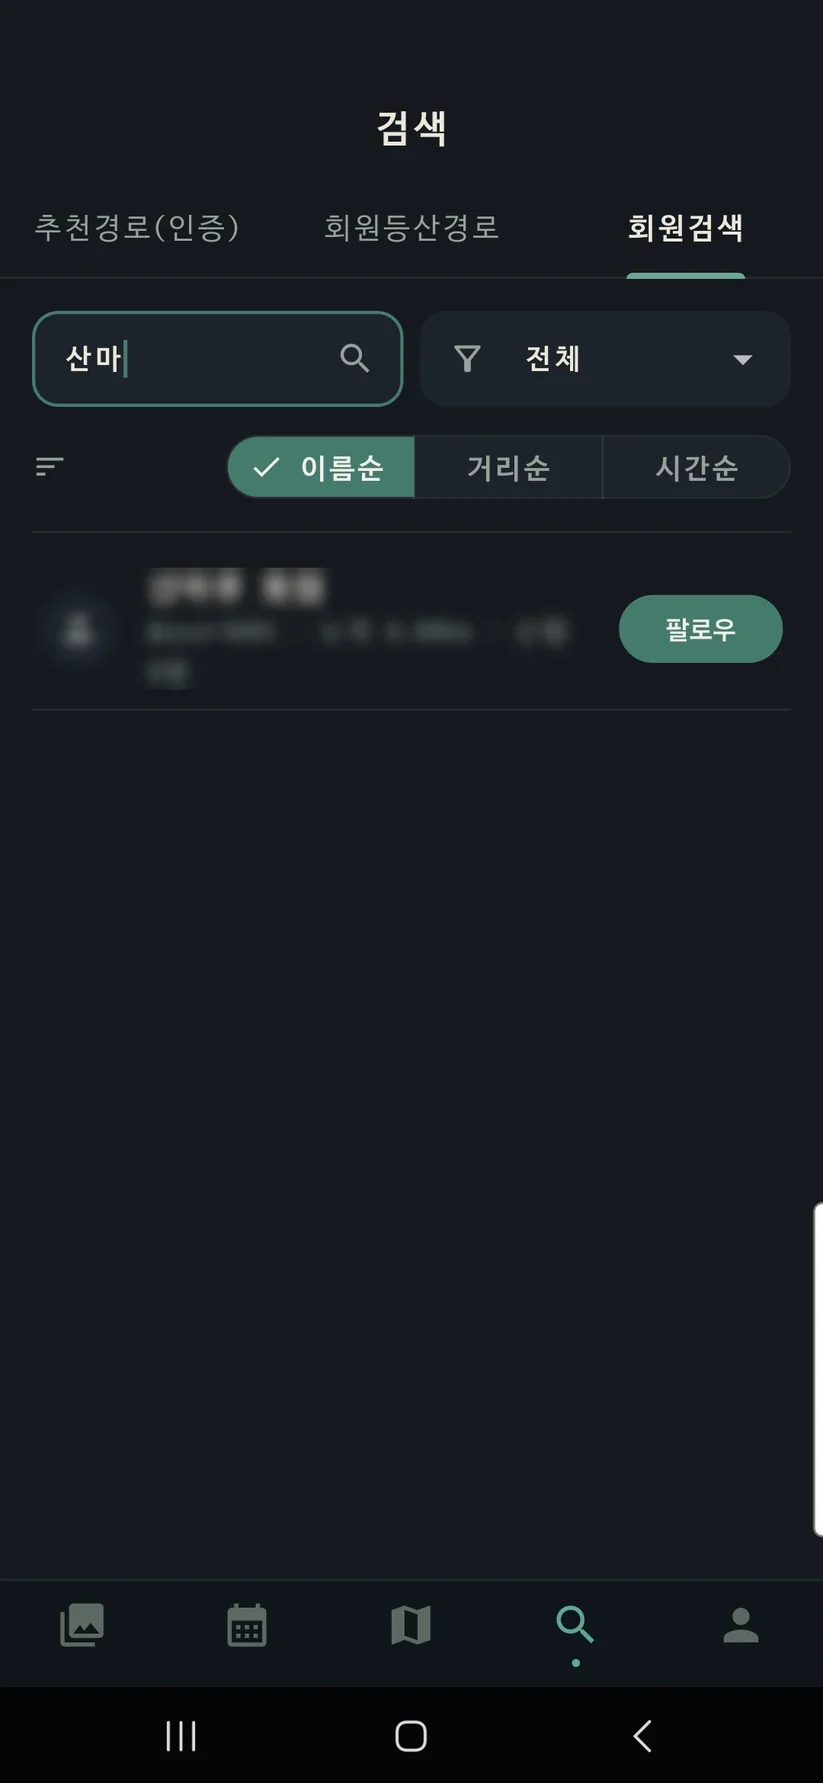 검색
추천경로(인증) 회원등산경로 회원검색
산마 전체
이름순 거리순 시간순
팔로우